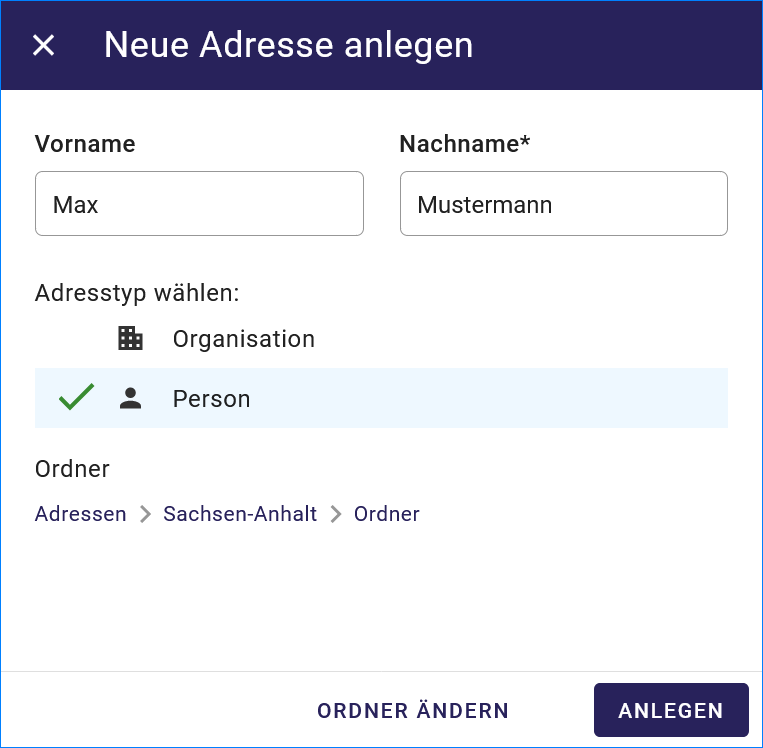 Neue Adresse anlegen
Vorname Nachname*
Max Mustermann
Adresstyp wählen:
Organisation
Person
Ordner
Adressen Sachsen-Anhalt Ordner
ORDNER ÄNDERN ANLEGEN